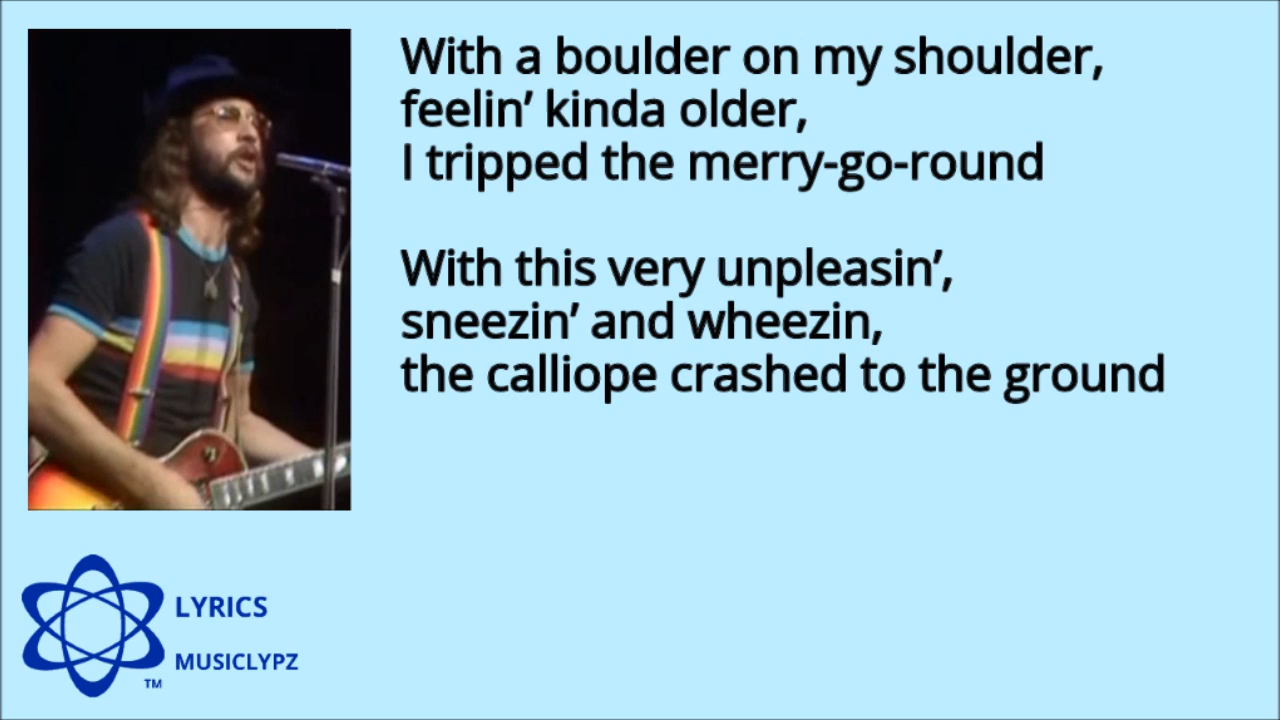 With a boulder on my shoulder,
feelin’ kinda older,
I tripped the merry-go-round
With this very unpleasin’,
sneezin’ and wheezin,
the calliope crashed to the ground
LYRICS
MUSICLYPZ
TM